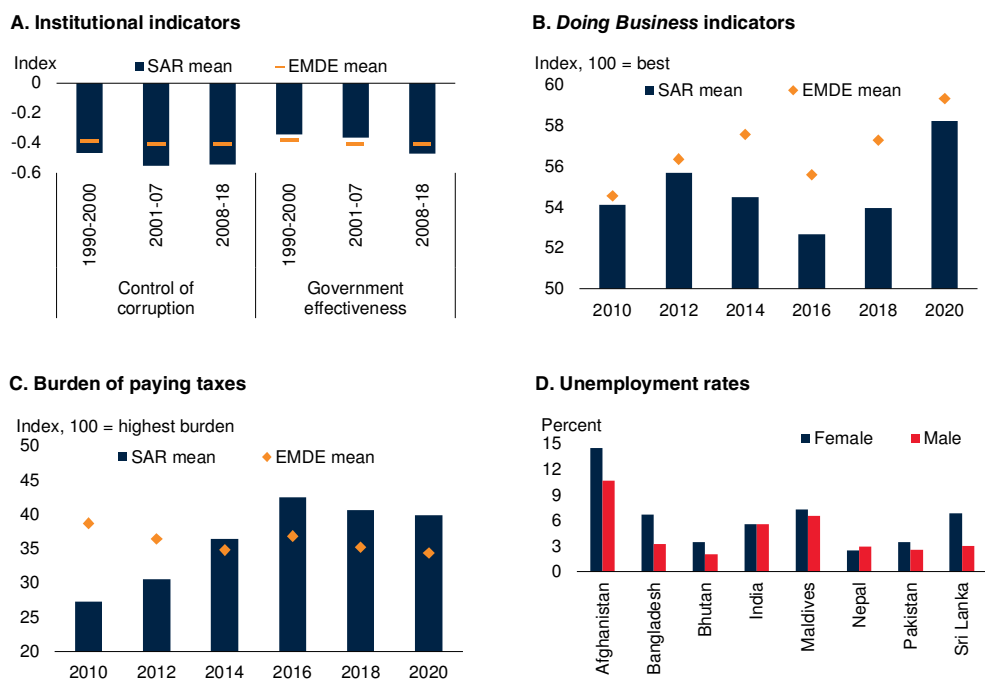 A. Institutional indicators
Index
SAR mean
EMDE mean
0
-0.2
-0.4
-0.6
1990-2000
2001-07
2008-18
1990-2000
2001-07
2008-18
Control of
corruption
Government
effectiveness
B. Doing Business indicators
Index, 100 = best
60
SAR mean
EMDE mean
58
56
54
52
50
2010
2012
2014
2016
2018
2020
C. Burden of paying taxes
Index, 100 = highest burden
50
SAR mean
EMDE mean
45
40
35
30
25
20
2010
2012
2014
2016
2018
2020
D. Unemployment rates
Percent
15
Female
Male
12
9
6
3
0
Afghanistan
Bangladesh
Bhutan
India
Maldives
Nepal
Pakistan
Sri Lanka